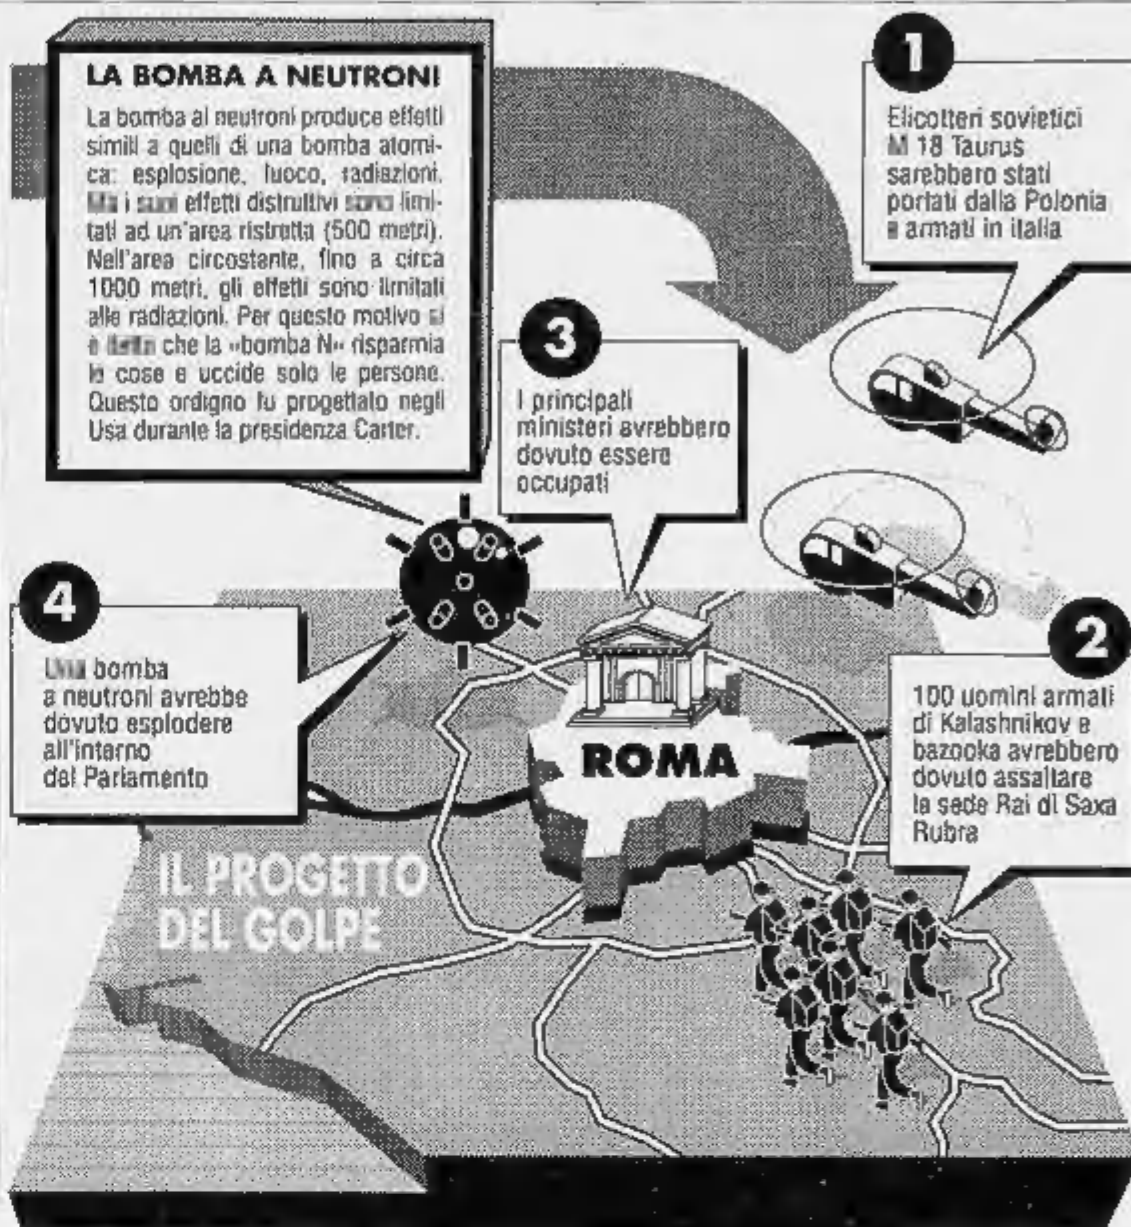 LA BOMBA A NEUTRONI
La bomba al neutroni produce effetti
simili a quelli di una bomba atomi-
ca: esplosione, fuoco, radiazioni.
Ma i suoi effetti distruttivi sono limi-
tati ad un'area ristretta (500 metri).
Nell'area circostante, fino a circa
1000 metri, gli effetti sono limitati
alle radiazioni. Per questo motivo si
è detto che la «bomba N» risparmia
le cose e uccide solo le persone.
Questo ordigno fu progettato negli
Usa durante la presidenza Carter.
1
Elicotteri sovietici
M 18 Taurus
sarebbero stati
portati dalla Polonia
e armati in italia
3
I principali
ministeri avrebbero
dovuto essere
occupati
4
Una bomba
a neutroni avrebbe
dovuto esplodere
all'interno
del Parlamento
2
100 uomini armati
di Kalashnikov e
bazooka avrebbero
dovuto assaltare
la sede Rai di Saxa
Rubra
ROMA
IL PROGETTO
DEL GOLPE